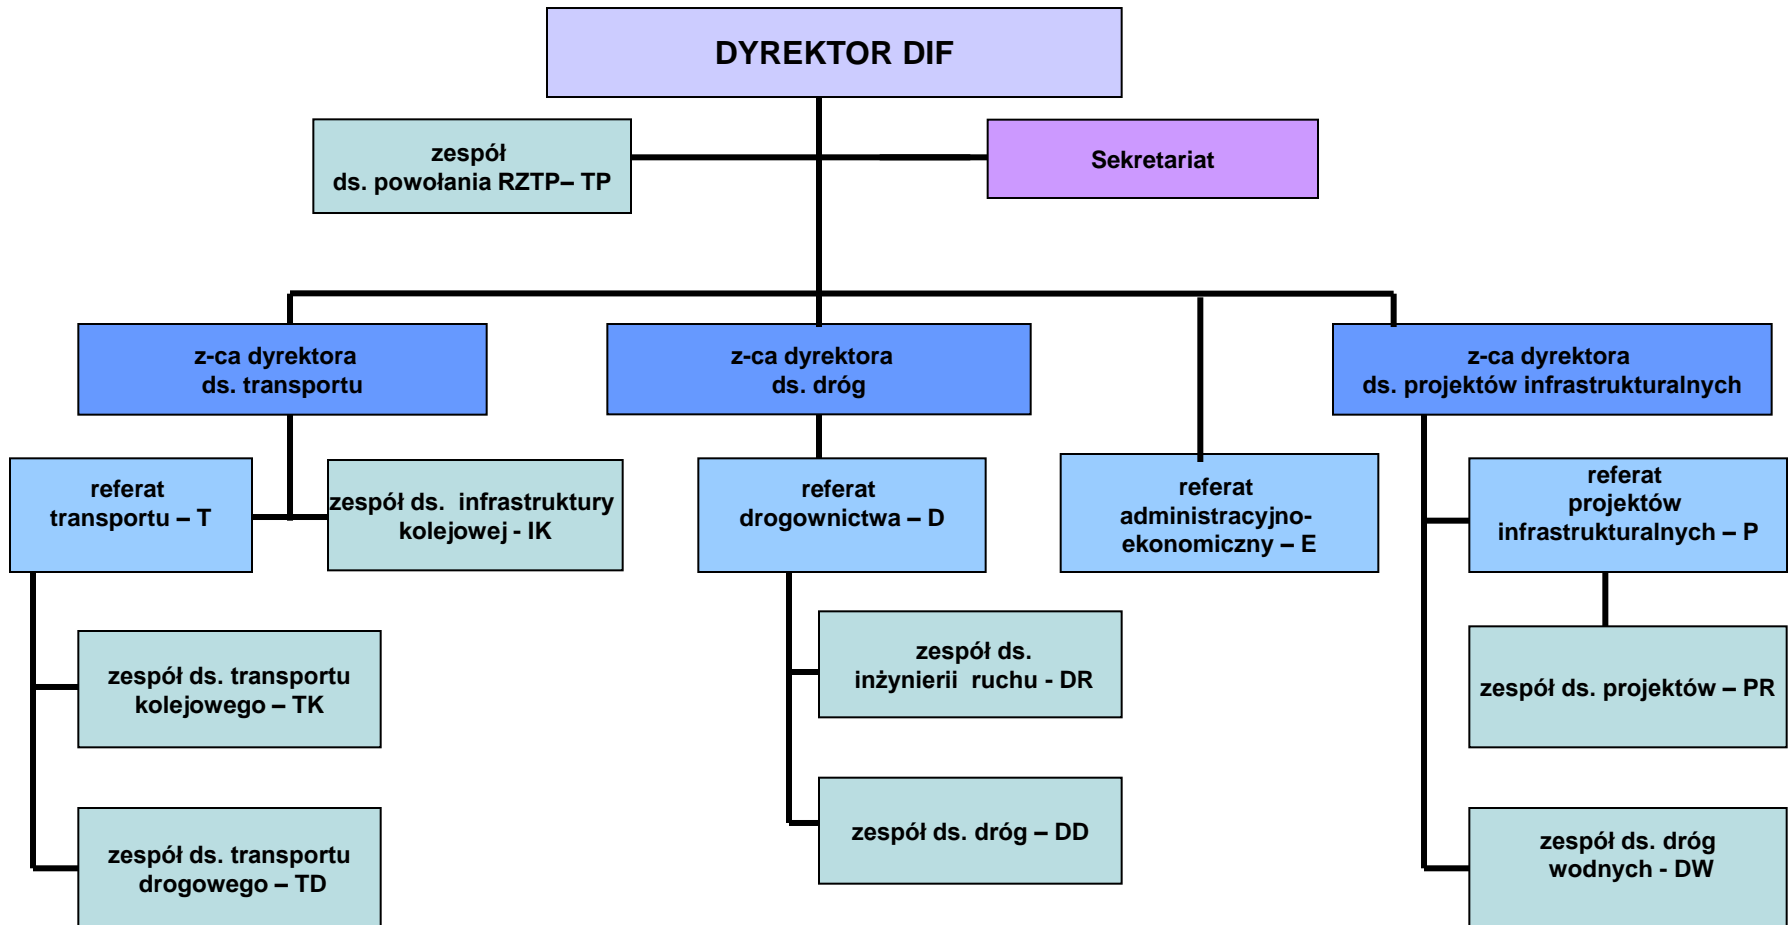 DYREKTOR DIF
zespół
ds. powołania RZTP– TP
Sekretariat
z-ca dyrektora
ds. transportu
z-ca dyrektora
ds. dróg
z-ca dyrektora
ds. projektów infrastrukturalnych
referat
transportu – T
zespół ds. infrastruktury
kolejowej - IK
referat
drogownictwa – D
referat
administracyjno-
ekonomiczny – E
referat
projektów
infrastrukturalnych – P
zespół ds. transportu
kolejowego – TK
zespół ds.
inżynierii ruchu - DR
zespół ds. projektów – PR
zespół ds. transportu
drogowego – TD
zespół ds. dróg – DD
zespół ds. dróg
wodnych - DW